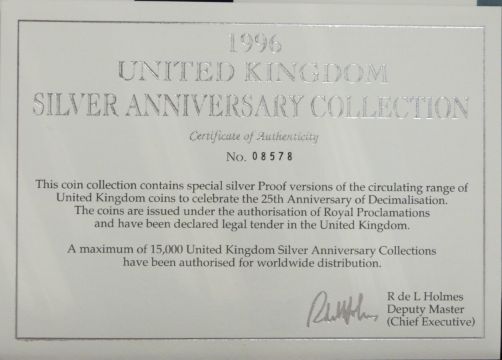 1996
UNITED KINGDOM
SILVER ANNIVERSARY COLLECTION
Certificate of Authenticity
No. 08578
This coin collection contains special silver Proof versions of the circulating range of
United Kingdom coins to celebrate the 25th Anniversary of Decimalisation.
The coins are issued under the authorisation of Royal Proclamations
and have been declared legal tender in the United Kingdom.
A maximum of 15,000 United Kingdom Silver Anniversary Collections
have been authorised for worldwide distribution.
R de L Holmes
Deputy Master
(Chief Executive)